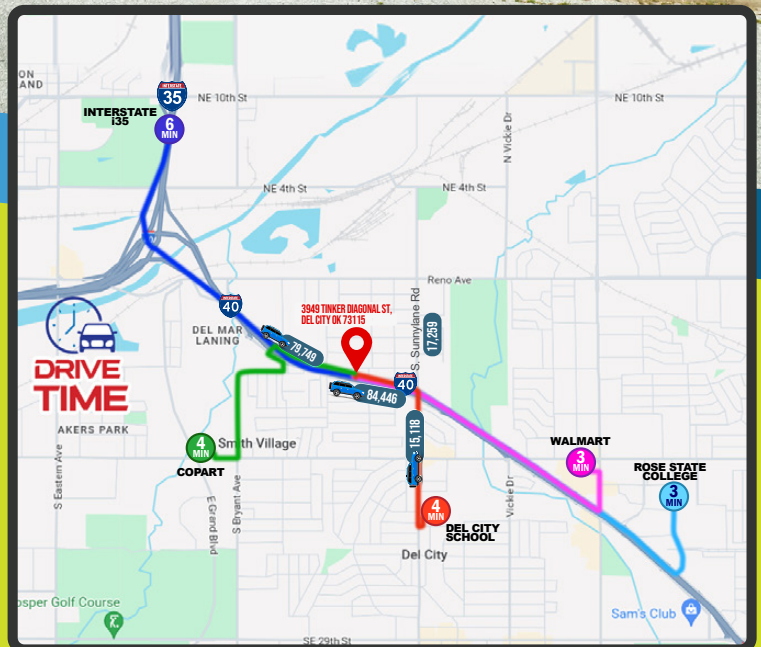 ON
AND
INTERSTATE
35
NE 10th St
NE 10th St
INTERSTATE
i35
6
MIN
N Vickie Dr
NE 4th St
NE 4th St
Reno Ave
40
3949 TINKER DIAGONAL ST,
DEL CITY OK 73115
S. Sunnylane Rd
17,259
DEL MAR
LANING
79,749
40
84,446
DRIVE
TIME
AKERS PARK
15,118
4
MIN
Smith Village
COPART
WALMART
3
MIN
ROSE STATE
COLLEGE
3
MIN
S Eastern Ave
E Grand Blvd
S Bryant Ave
Vickie Dr
4
MIN
DEL CITY
SCHOOL
Del City
osper Golf Course
Sam's Club
SE 29th St